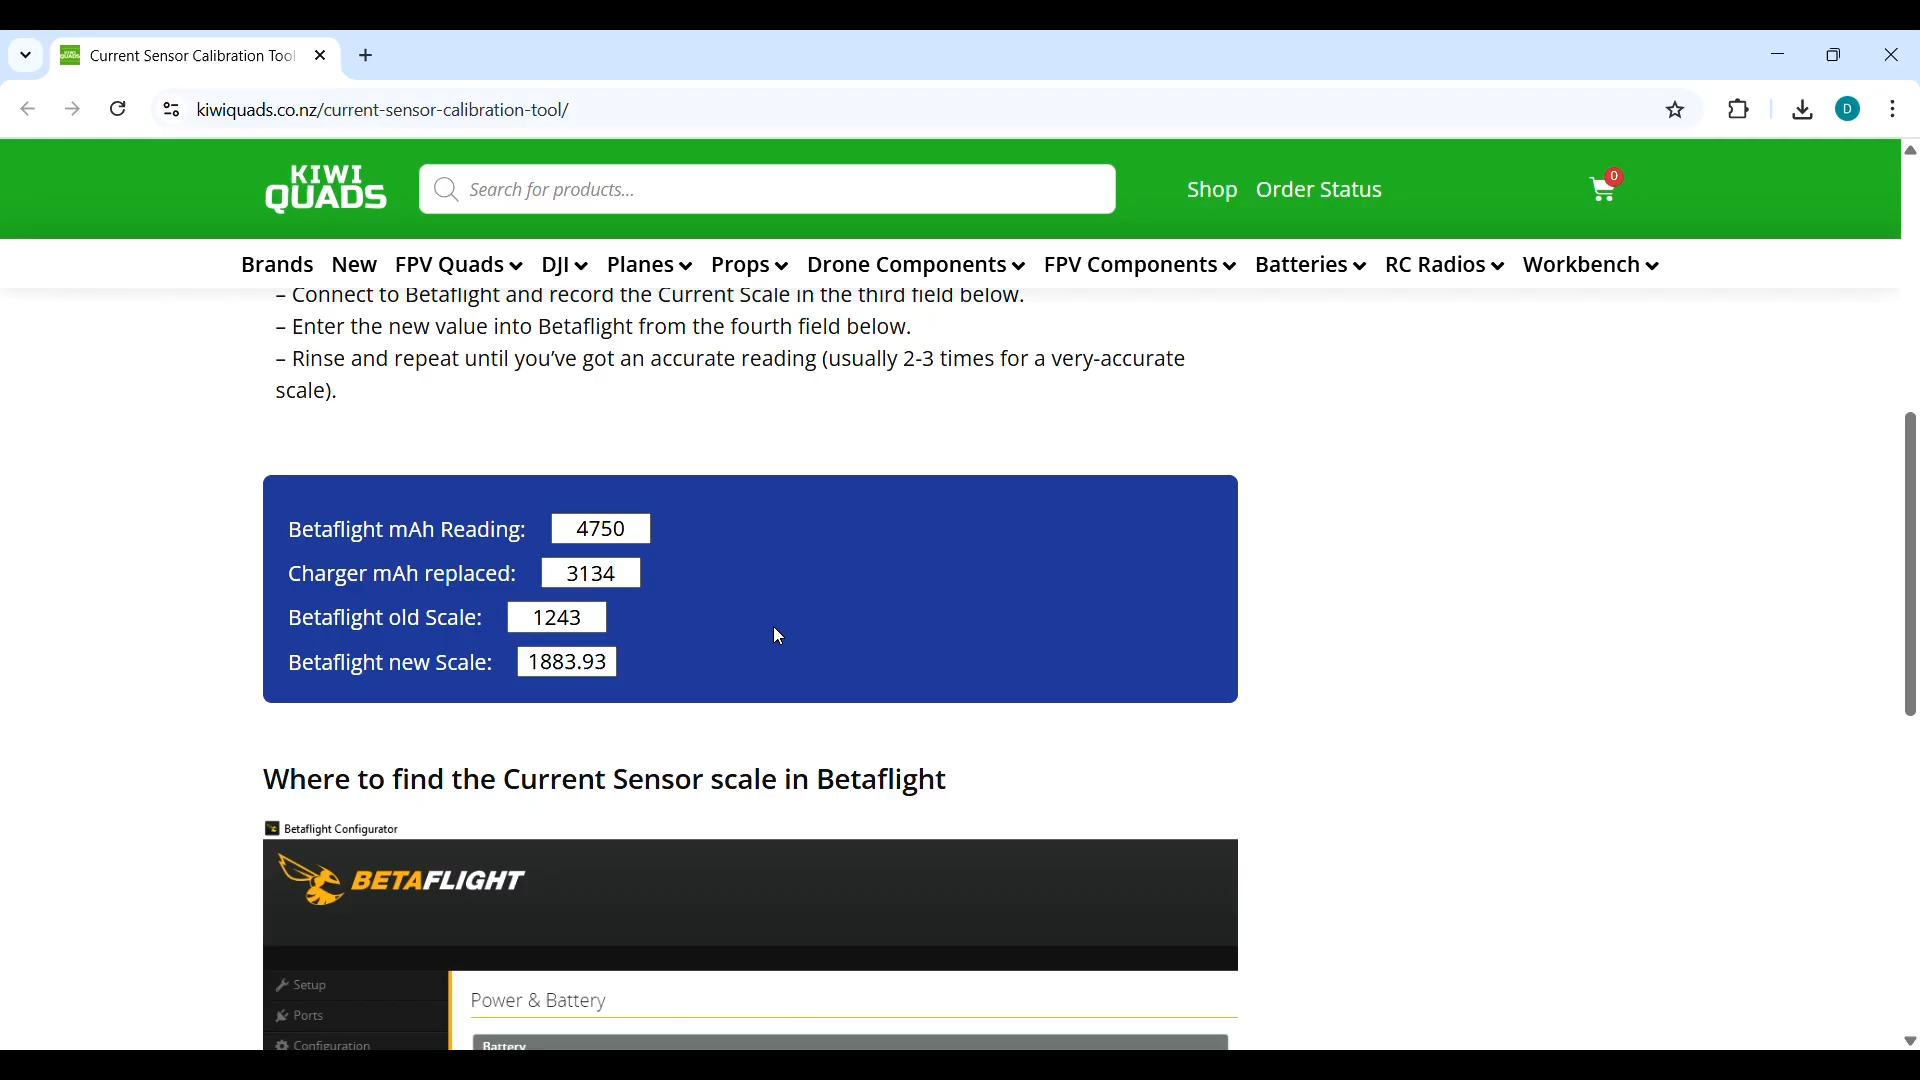 Current Sensor Calibration Tool
kiwiquads.co.nz/current-sensor-calibration-tool/
D
KIWI
QUADS
Search for products...
Shop Order Status
0
Brands New FPV Quads DJI Planes Props Drone Components FPV Components Batteries RC Radios Workbench
– Connect to Betaflight and record the Current Scale in the third field below.
– Enter the new value into Betaflight from the fourth field below.
– Rinse and repeat until you've got an accurate reading (usually 2-3 times for a very-accurate
scale).
Betaflight mAh Reading: 4750
Charger mAh replaced: 3134
Betaflight old Scale: 1243
Betaflight new Scale: 1883.93
Where to find the Current Sensor scale in Betaflight
Betaflight Configurator
BETAFLIGHT
Setup
Power & Battery
Ports
Configuration
Battery